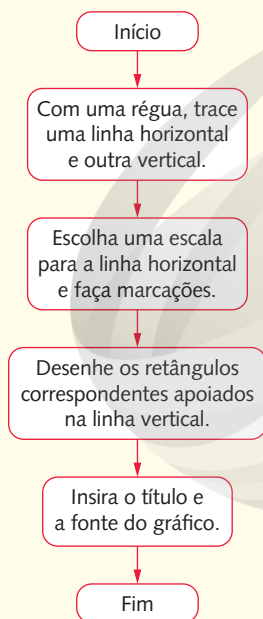 Início
Com uma régua, trace
uma linha horizontal
e outra vertical.
Escolha uma escala
para a linha horizontal
e faça marcações.
Desenhe os retângulos
correspondentes apoiados
na linha vertical.
Insira o título e
a fonte do gráfico.
Fim